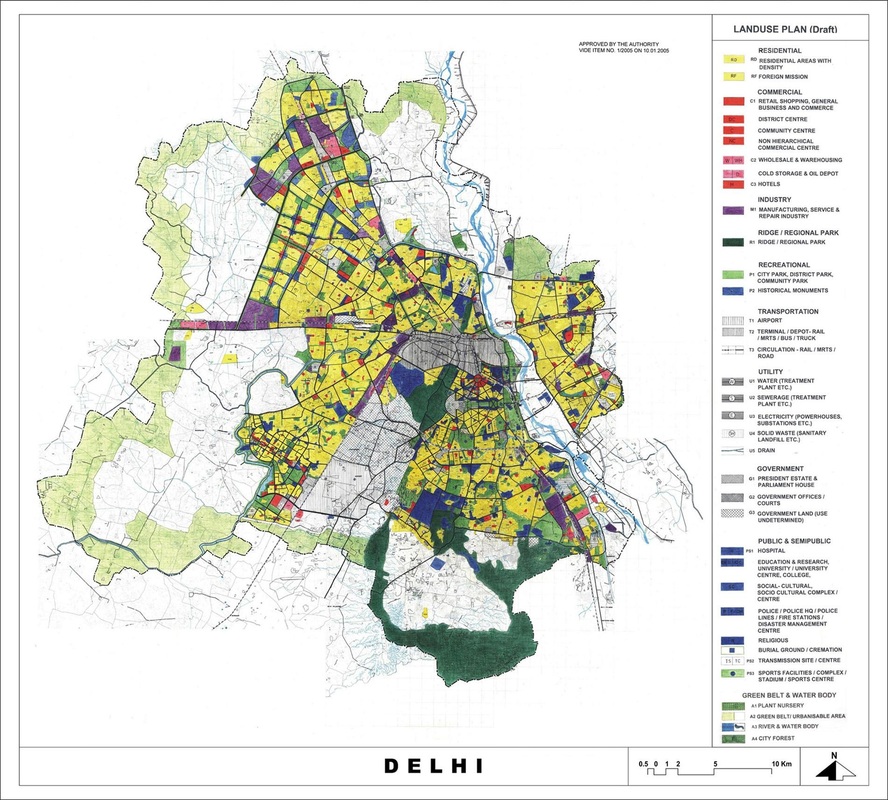 APPROVED BY THE AUTHORITY
VIDE ITEM NO. 1/2005 ON 10.01.2005
LANDUSE PLAN (Draft)
RESIDENTIAL
RD RESIDENTIAL AREAS WITH
DENSITY
RF FOREIGN MISSION
COMMERCIAL
C1 RETAIL SHOPPING, GENERAL
BUSINESS AND COMMERCE
DISTRICT CENTRE
COMMUNITY CENTRE
NON HIERARCHICAL
COMMERCIAL CENTRE
C2 WHOLESALE & WAREHOUSING
COLD STORAGE & OIL DEPOT
C3 HOTELS
INDUSTRY
M1 MANUFACTURING, SERVICE &
REPAIR INDUSTRY
RIDGE / REGIONAL PARK
R1 RIDGE / REGIONAL PARK
RECREATIONAL
P1 CITY PARK, DISTRICT PARK,
COMMUNITY PARK
P2 HISTORICAL MONUMENTS
TRANSPORTATION
T1 AIRPORT
T2 TERMINAL / DEPOT- RAIL
/ MRTS / BUS / TRUCK
T3 CIRCULATION - RAIL / MRTS /
ROAD
UTILITY
U1 WATER (TREATMENT
PLANT ETC.)
U2 SEWERAGE (TREATMENT
PLANT ETC.)
U3 ELECTRICITY (POWERHOUSES,
SUBSTATIONS ETC.)
U4 SOLID WASTE (SANITARY
LANDFILL ETC.)
U5 DRAIN
GOVERNMENT
G1 PRESIDENT ESTATE &
PARLIAMENT HOUSE
G2 GOVERNMENT OFFICES /
COURTS
G3 GOVERNMENT LAND (USE
UNDETERMINED)
PUBLIC & SEMIPUBLIC
PS1 HOSPITAL
EDUCATION & RESEARCH,
UNIVERSITY / UNIVERSITY
CENTRE, COLLEGE,
SOCIAL- CULTURAL,
SOCIO CULTURAL COMPLEX /
CENTRE
POLICE / POLICE HQ / POLICE
LINES / FIRE STATIONS /
DISASTER MANAGEMENT
CENTRE
RELIGIOUS
BURIAL GROUND / CREMATION
PS2 TRANSMISSION SITE / CENTRE
PS3 SPORTS FACILITIES / COMPLEX /
STADIUM / SPORTS CENTRE
GREEN BELT & WATER BODY
A1 PLANT NURSERY
A2 GREEN BELT/ URBANISABLE AREA
A3 RIVER & WATER BODY
A4 CITY FOREST
DELHI
0.5 0 1 2 5 10 Km
N